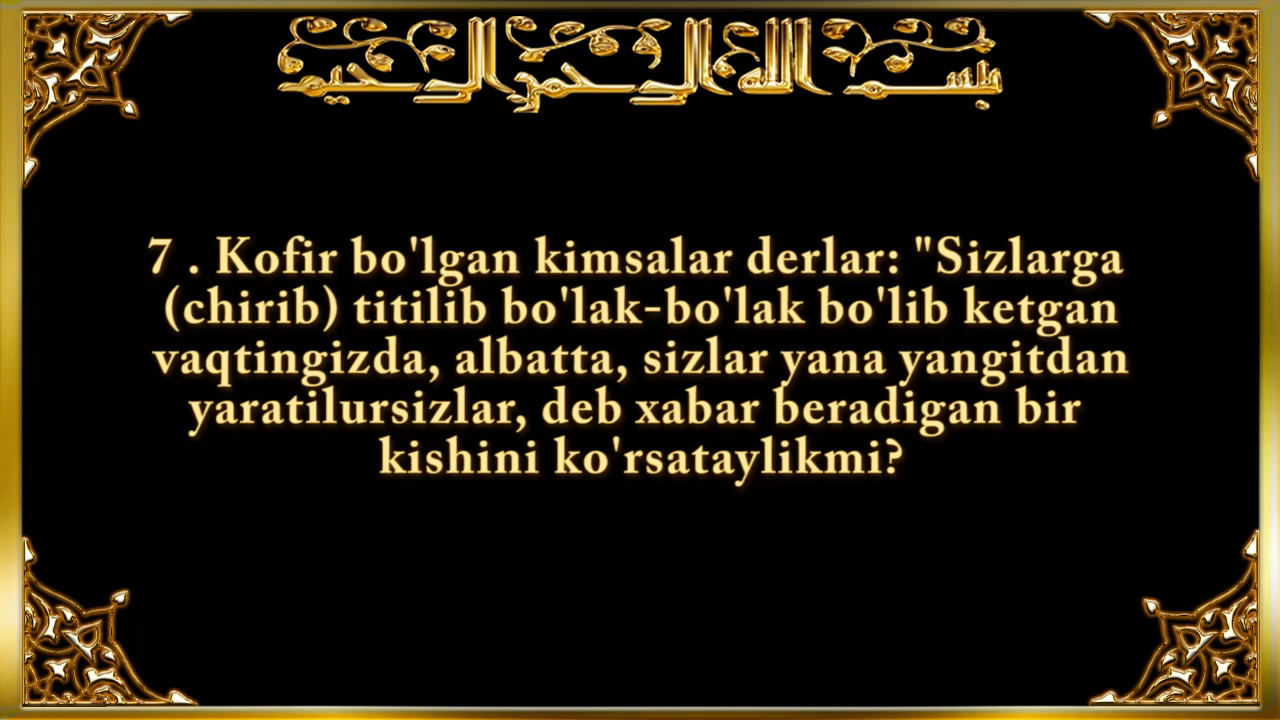 بسم الله الرحمن الرحيم
7 . Kofir bo'lgan kimsalar derlar: "Sizlarga
(chirib) titilib bo'lak-bo'lak bo'lib ketgan
vaqtingizda, albatta, sizlar yana yangitdan
yaratilursizlar, deb xabar beradigan bir
kishini ko'rsataylikmi?